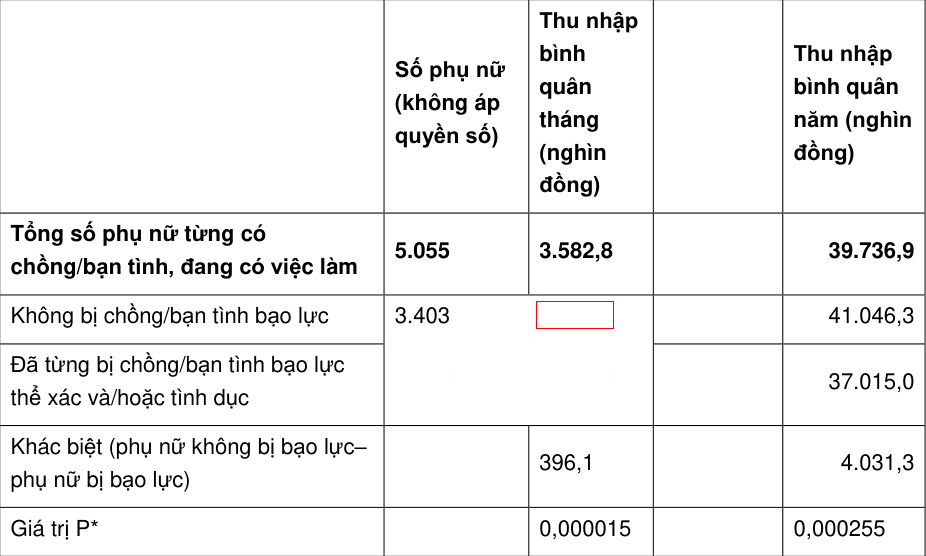 Số phụ nữ
(không áp
quyền số)
Thu nhập
bình
quân
tháng
(nghìn
đồng)
Thu nhập
bình quân
năm (nghìn
đồng)
Tổng số phụ nữ từng có
chồng/bạn tình, đang có việc làm
5.055
3.582,8
39.736,9
Không bị chồng/bạn tình bạo lực
3.403
41.046,3
Đã từng bị chồng/bạn tình bạo lực
thể xác và/hoặc tình dục
37.015,0
Khác biệt (phụ nữ không bị bạo lực–
phụ nữ bị bạo lực)
396,1
4.031,3
Giá trị P*
0,000015
0,000255